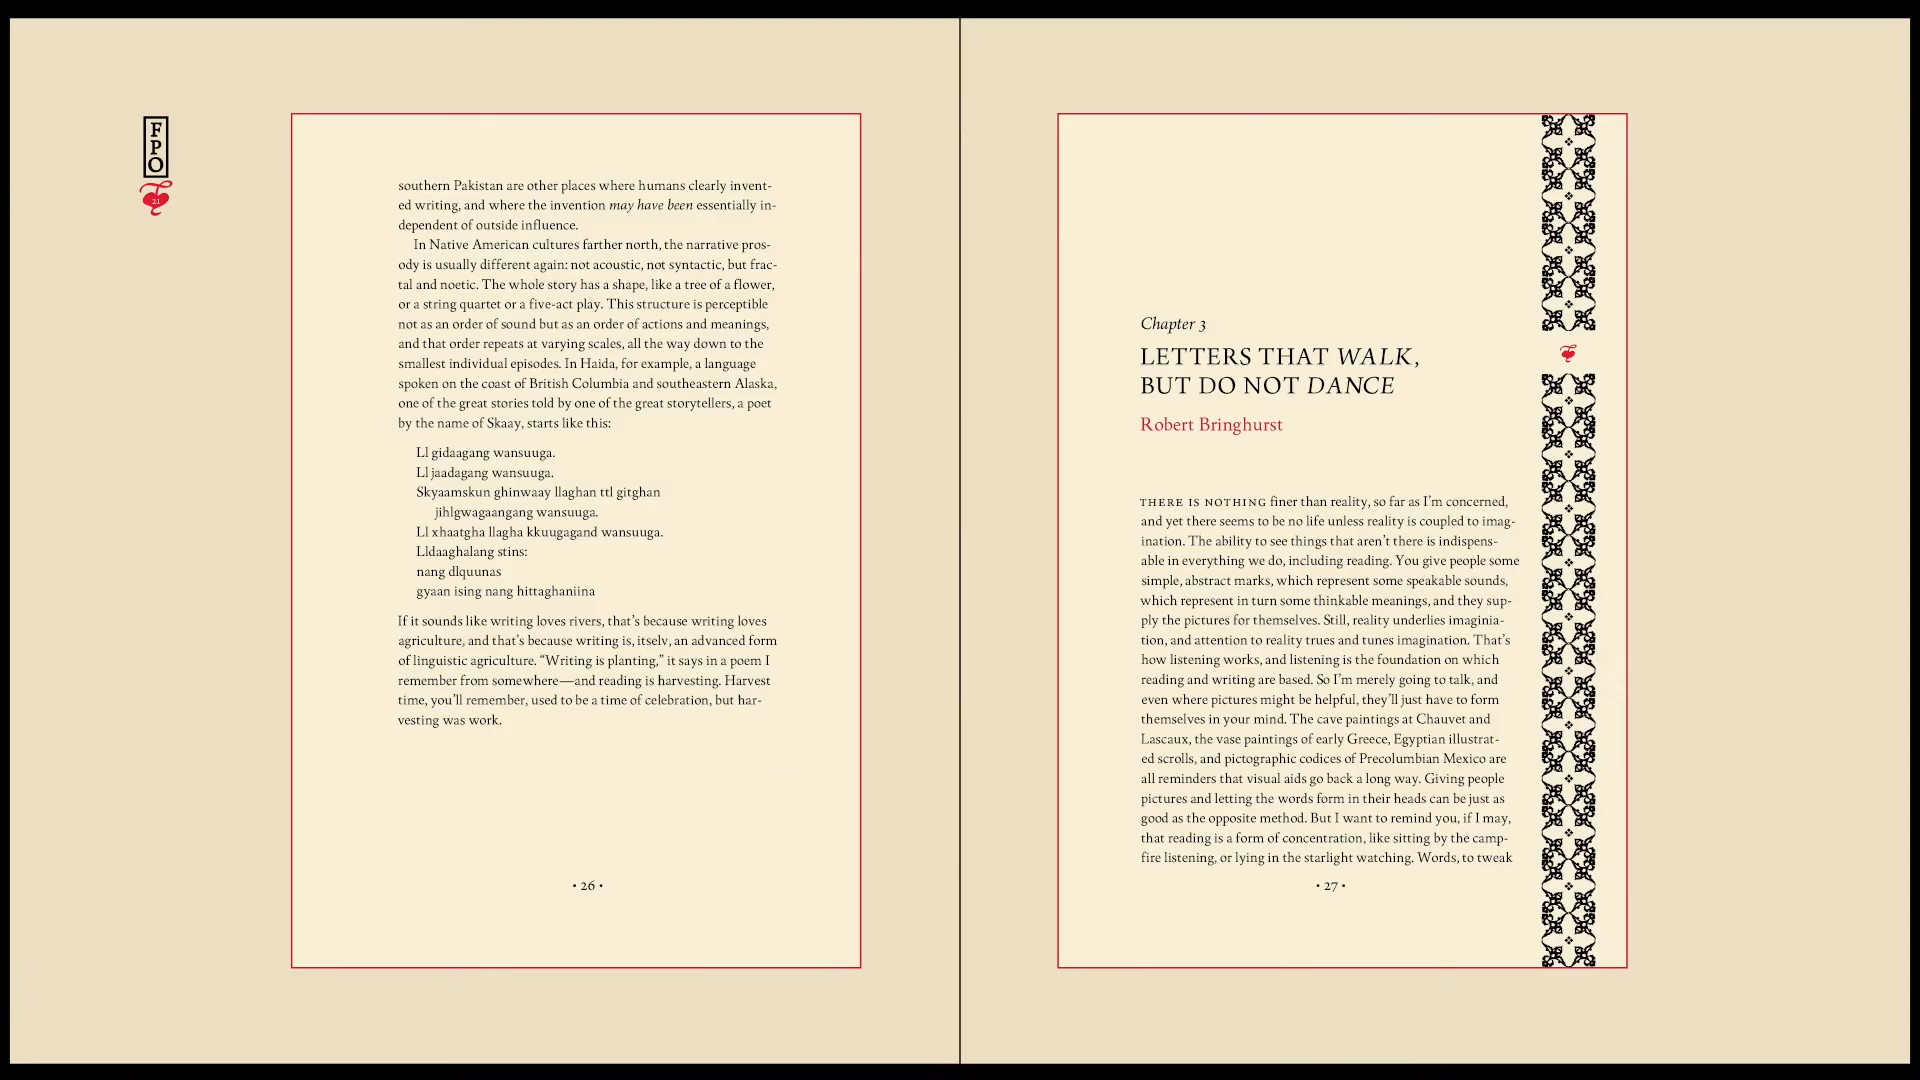 F
P
O
21
southern Pakistan are other places where humans clearly invent-
ed writing, and where the invention may have been essentially in-
dependent of outside influence.
In Native American cultures farther north, the narrative pros-
ody is usually different again: not acoustic, not syntactic, but frac-
tal and noetic. The whole story has a shape, like a tree of a flower,
or a string quartet or a five-act play. This structure is perceptible
not as an order of sound but as an order of actions and meanings,
and that order repeats at varying scales, all the way down to the
smallest individual episodes. In Haida, for example, a language
spoken on the coast of British Columbia and southeastern Alaska,
one of the great stories told by one of the great storytellers, a poet
by the name of Skaay, starts like this:
Ll gidaagang wansuuga.
Ll jaadagang wansuuga.
Skyaamskun ghinwaay llaghan ttl gitghan
jihlgwagaangang wansuuga.
Ll xhaatgha llagha kkuugagand wansuuga.
Lldaaghalang stins:
nang dlquunas
gyaan ising nang hittaghaniina
If it sounds like writing loves rivers, that’s because writing loves
agriculture, and that’s because writing is, itselv, an advanced form
of linguistic agriculture. “Writing is planting,” it says in a poem I
remember from somewhere—and reading is harvesting. Harvest
time, you’ll remember, used to be a time of celebration, but har-
vesting was work.
• 26 •
Chapter 3
LETTERS THAT WALK,
BUT DO NOT DANCE
Robert Bringhurst
THERE IS NOTHING finer than reality, so far as I’m concerned,
and yet there seems to be no life unless reality is coupled to imag-
ination. The ability to see things that aren’t there is indispens-
able in everything we do, including reading. You give people some
simple, abstract marks, which represent some speakable sounds,
which represent in turn some thinkable meanings, and they sup-
ply the pictures for themselves. Still, reality underlies imaginia-
tion, and attention to reality trues and tunes imagination. That’s
how listening works, and listening is the foundation on which
reading and writing are based. So I’m merely going to talk, and
even where pictures might be helpful, they’ll just have to form
themselves in your mind. The cave paintings at Chauvet and
Lascaux, the vase paintings of early Greece, Egyptian illustrat-
ed scrolls, and pictographic codices of Precolumbian Mexico are
all reminders that visual aids go back a long way. Giving people
pictures and letting the words form in their heads can be just as
good as the opposite method. But I want to remind you, if I may,
that reading is a form of concentration, like sitting by the camp-
fire listening, or lying in the starlight watching. Words, to tweak
• 27 •